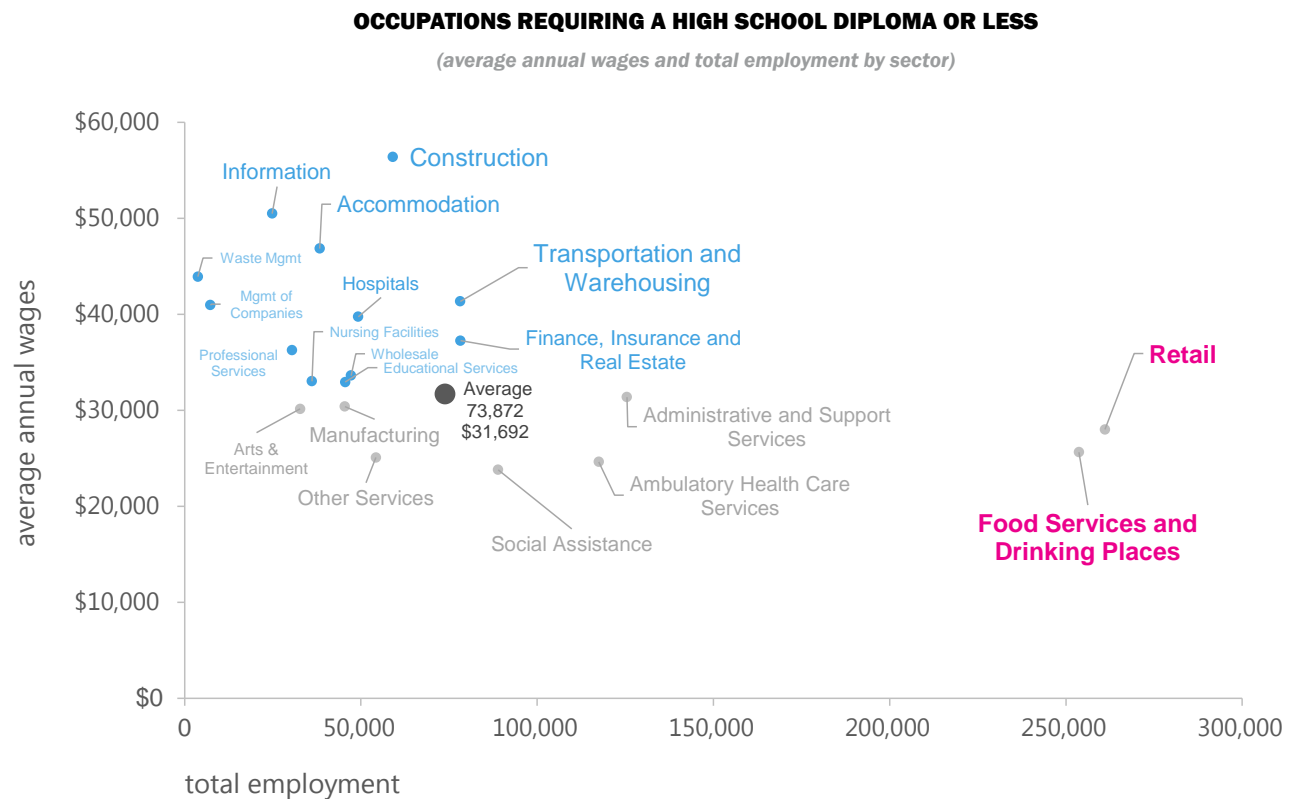 OCCUPATIONS REQUIRING A HIGH SCHOOL DIPLOMA OR LESS
(average annual wages and total employment by sector)
average annual wages
$60,000
$50,000
$40,000
$30,000
$20,000
$10,000
$0
Construction
Information
Accommodation
Waste Mgmt
Transportation and
Warehousing
Hospitals
Mgmt of
Companies
Nursing Facilities
Finance, Insurance and
Real Estate
Professional
Services
Wholesale
Educational Services
Retail
Average
73,872
$31,692
Administrative and Support
Services
Manufacturing
Arts &
Entertainment
Other Services
Ambulatory Health Care
Services
Social Assistance
Food Services and
Drinking Places
0
50,000
100,000
150,000
200,000
250,000
300,000
total employment